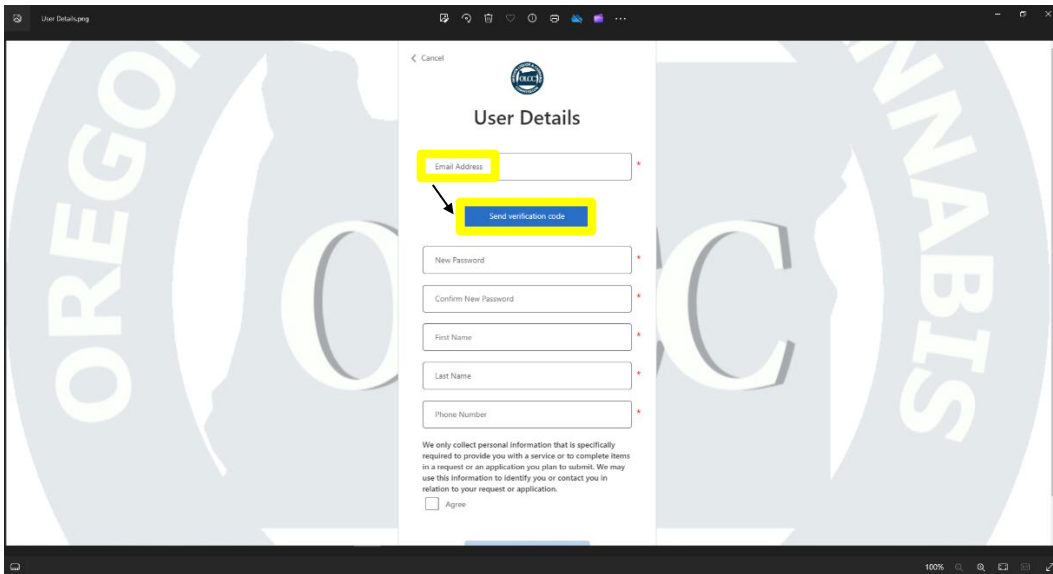 User Details.png
Cancel
OLCC
User Details
Email Address *
Send verification code
New Password *
Confirm New Password *
First Name *
Last Name *
Phone Number *
We only collect personal information that is specifically
required to provide you with a service or to complete items
in a request or an application you plan to submit. We may
use this information to identify you or contact you in
relation to your request or application.
Agree
OREGON
O C C
NNABIS
100%